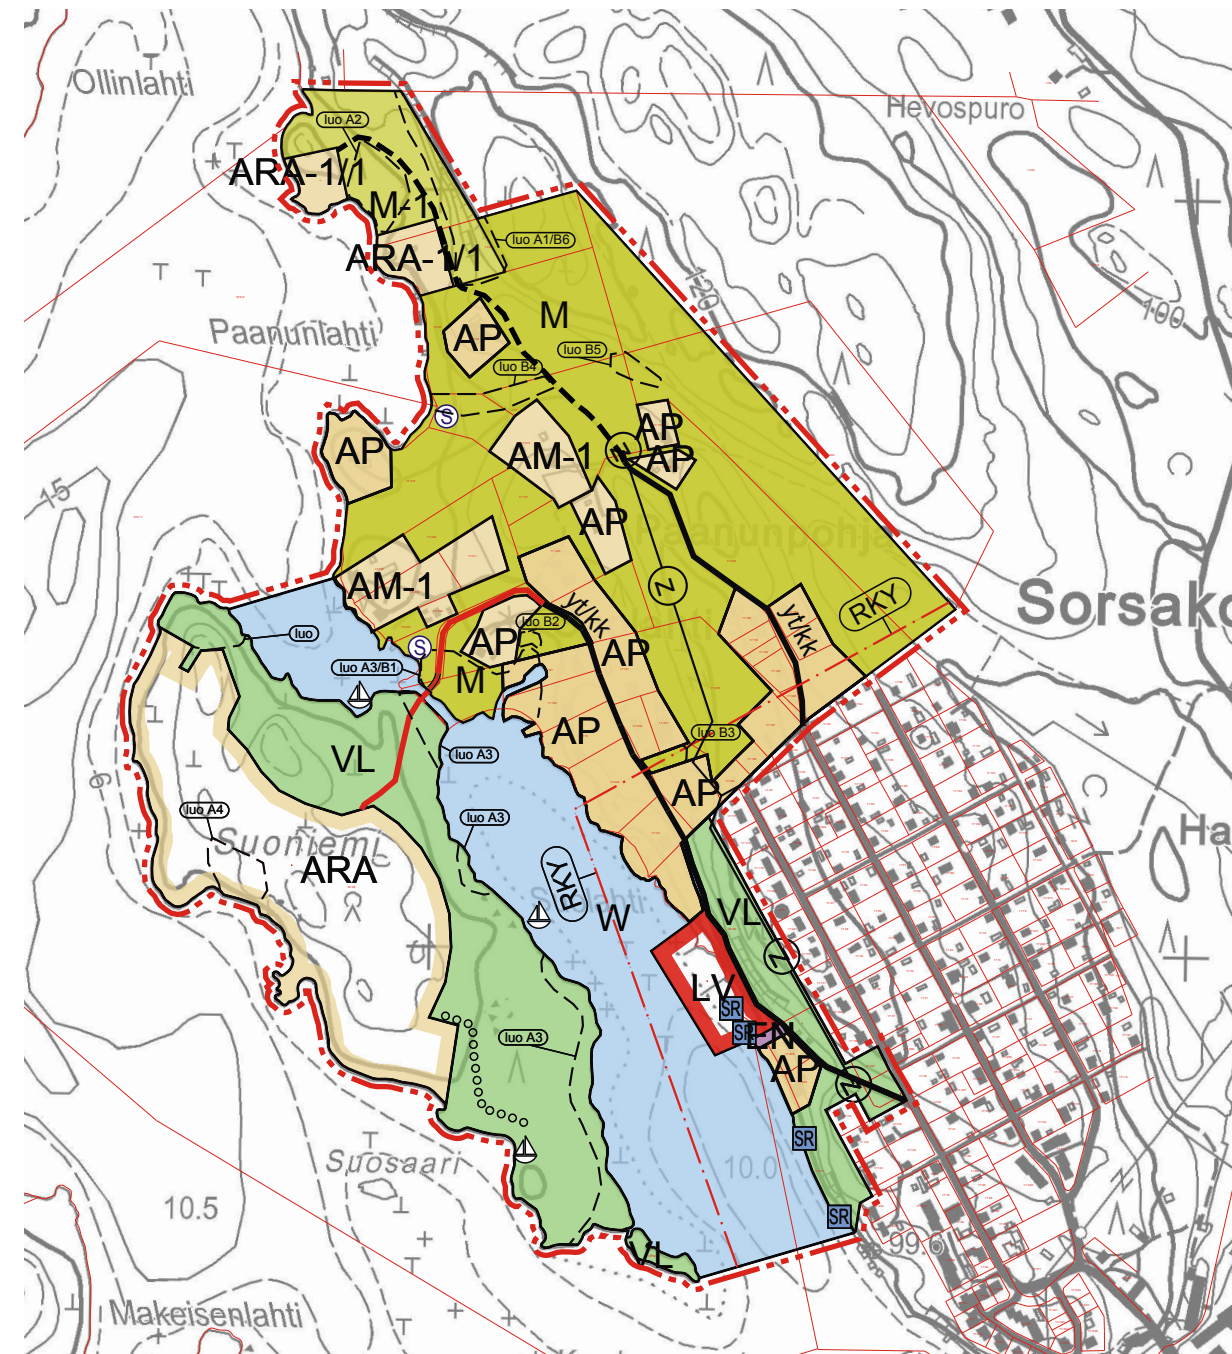 Ollinlahti
Hevospuro
luo A2
ARA-1/1
M-1
luo A1/B6
ARA-1/1
120
100
M
Paanunlahti
AP
luo B5
luo B4
S
AP
AP
AM-1
AP
Z
15
AP
Paanunpohja
AM-1
Z
yt/kk
yt/kk
RKY
luo B2
luo
AP
S
AP
luo A3/B1
M
AP
luo B3
luo A3
VL
6
AP
luo A4
luo A3
Suoniemi
ARA
RKY
W
VL
Z
LV
SR
luo A3
SR
EN
AP
Z
SR
Suosaari
10.0
10.5
SR
99.6
VL
Makeisenlahti